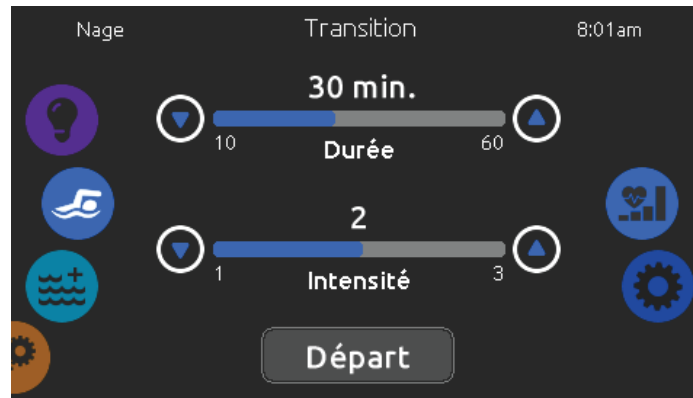 Nage Transition 8:01am
30 min.
10 Durée 60
2
1 Intensité 3
Départ